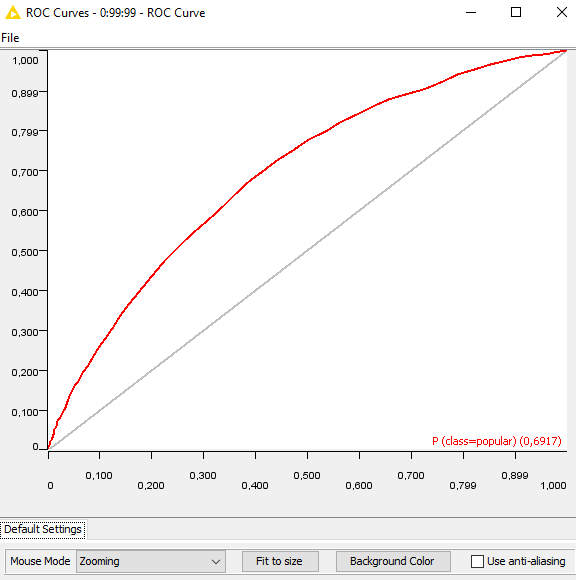 ROC Curves - 0:99:99 - ROC Curve
File
1,000
0,899
0,799
0,700
0,600
0,500
0,400
0,300
0,200
0,100
0
P (class=popular) (0,6917)
0 0,100 0,200 0,300 0,400 0,500 0,600 0,700 0,799 0,899 1,000
Default Settings
Mouse Mode Zooming Fit to size Background Color Use anti-aliasing